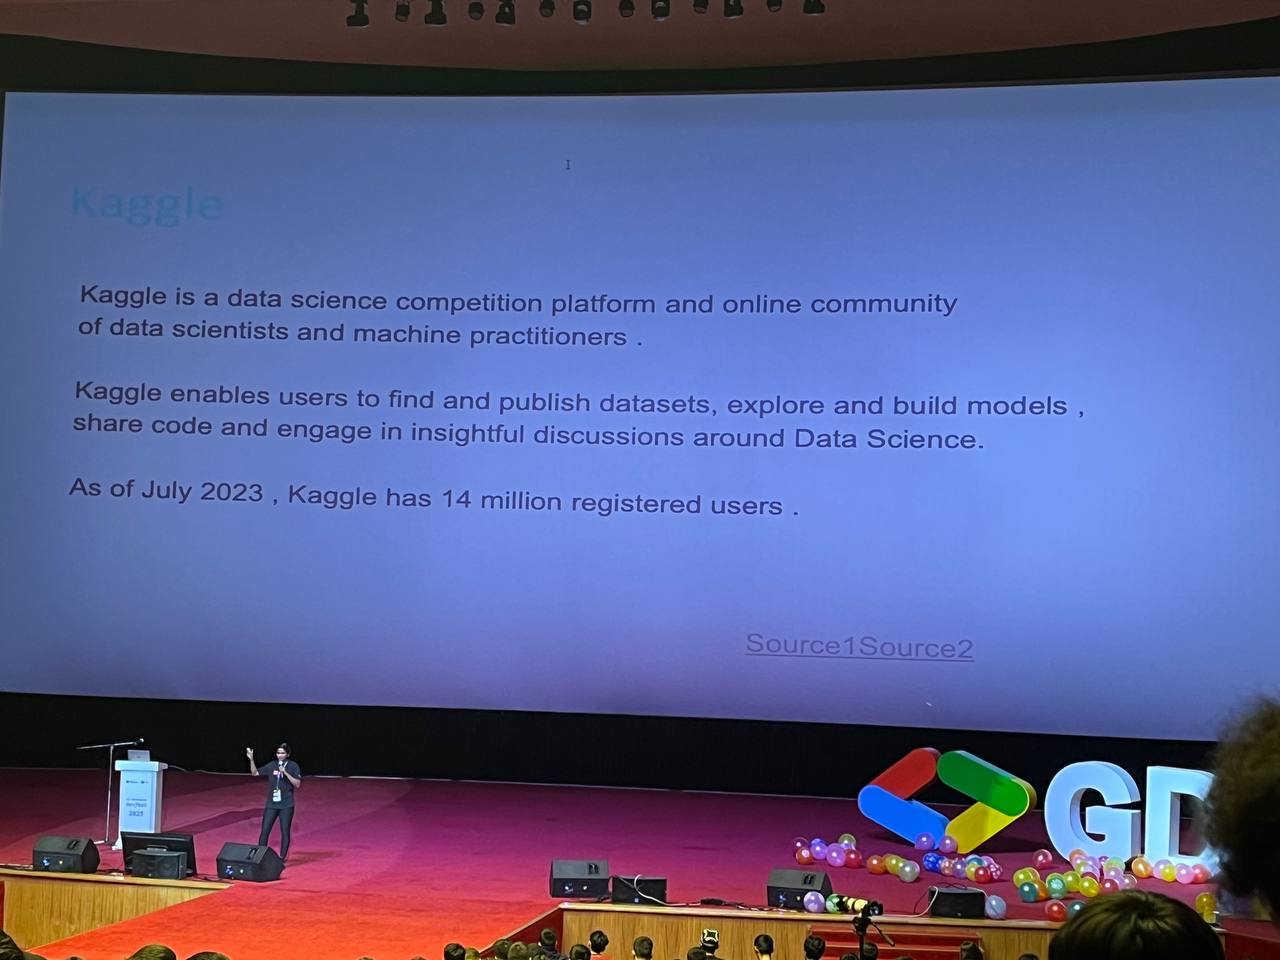 Kaggle
Kaggle is a data science competition platform and online community
of data scientists and machine practitioners .
Kaggle enables users to find and publish datasets, explore and build models ,
share code and engage in insightful discussions around Data Science.
As of July 2023 , Kaggle has 14 million registered users .
Source1Source2
GD
2023